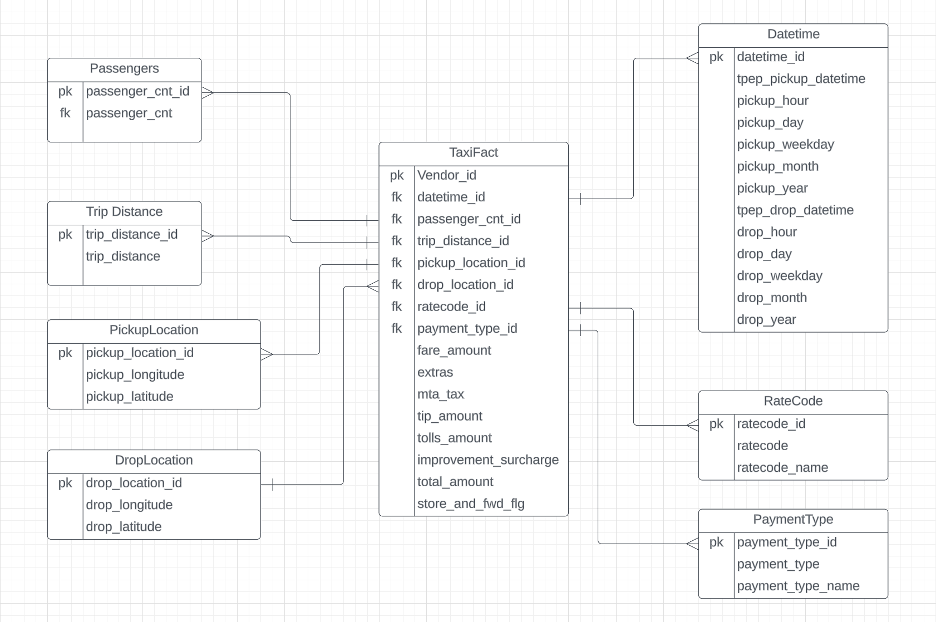 Passengers
pk passenger_cnt_id
fk passenger_cnt
Trip Distance
pk trip_distance_id
trip_distance
PickupLocation
pk pickup_location_id
pickup_longitude
pickup_latitude
DropLocation
pk drop_location_id
drop_longitude
drop_latitude
TaxiFact
pk Vendor_id
fk datetime_id
fk passenger_cnt_id
fk trip_distance_id
fk pickup_location_id
fk drop_location_id
fk ratecode_id
fk payment_type_id
fare_amount
extras
mta_tax
tip_amount
tolls_amount
improvement_surcharge
total_amount
store_and_fwd_flg
Datetime
pk datetime_id
tpep_pickup_datetime
pickup_hour
pickup_day
pickup_weekday
pickup_month
pickup_year
tpep_drop_datetime
drop_hour
drop_day
drop_weekday
drop_month
drop_year
RateCode
pk ratecode_id
ratecode
ratecode_name
PaymentType
pk payment_type_id
payment_type
payment_type_name